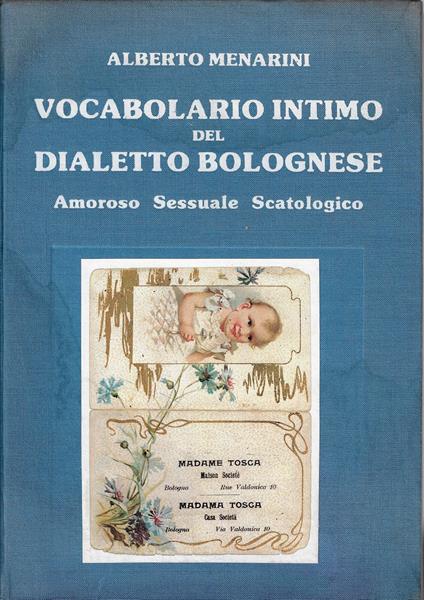 ALBERTO MENARINI
VOCABOLARIO INTIMO
DEL
DIALETTO BOLOGNESE
Amoroso Sessuale Scatologico
MADAME TOSCA
Maison Societé
Bologne Rue Valdonica 10
MADAMA TOSCA
Casa Società
Bologna Via Valdonica 10